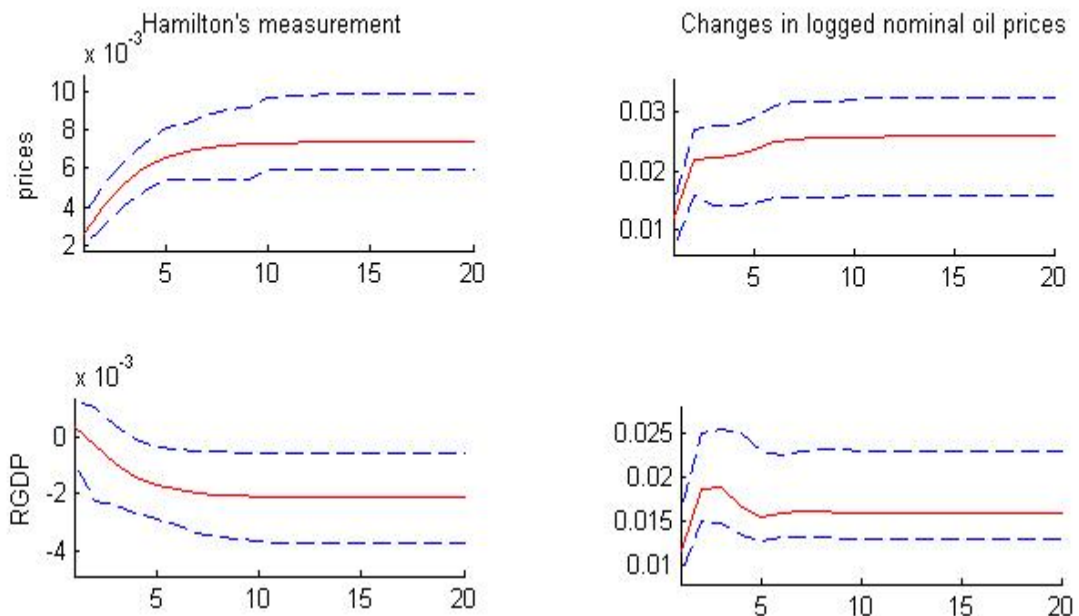 Hamilton's measurement
Changes in logged nominal oil prices
x 10^-3
prices
10
8
6
4
2
5 10 15 20
0.03
0.02
0.01
5 10 15 20
x 10^-3
RGDP
0
-2
-4
5 10 15 20
0.025
0.02
0.015
0.01
5 10 15 20